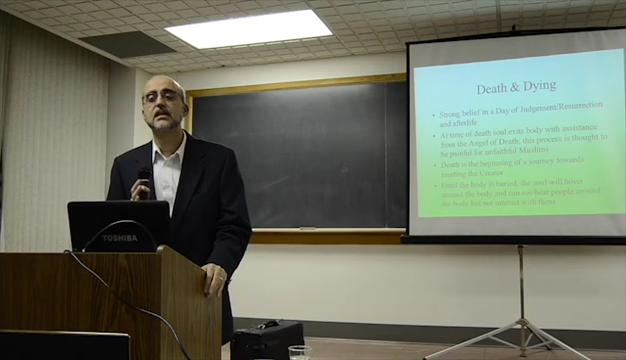 Death & Dying
• Strong belief in a Day of Judgement/Resurrection
and afterlife
• At time of death soul exits body with assistance
from the Angel of Death; this process is thought to
be painful for unfaithful Muslims
• Death is the beginning of a journey towards
meeting the Creator
• Until the body is buried, the soul will hover
around the body and can see/hear people around
the body but not interact with them
TOSHIBA